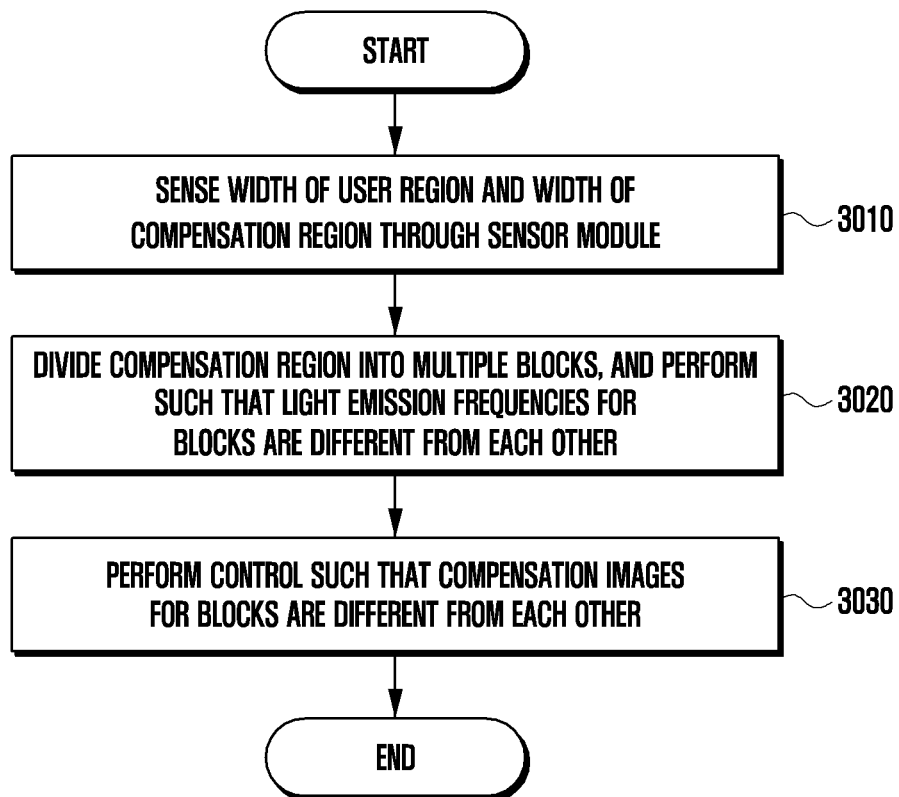 START
SENSE WIDTH OF USER REGION AND WIDTH OF
COMPENSATION REGION THROUGH SENSOR MODULE
3010
DIVIDE COMPENSATION REGION INTO MULTIPLE BLOCKS, AND PERFORM
SUCH THAT LIGHT EMISSION FREQUENCIES FOR
BLOCKS ARE DIFFERENT FROM EACH OTHER
3020
PERFORM CONTROL SUCH THAT COMPENSATION IMAGES
FOR BLOCKS ARE DIFFERENT FROM EACH OTHER
3030
END